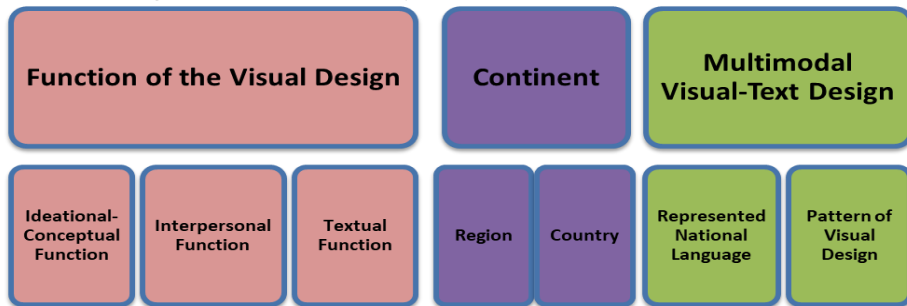 Function of the Visual Design
Continent
Multimodal
Visual-Text Design
Ideational-
Conceptual
Function
Interpersonal
Function
Textual
Function
Region
Country
Represented
National
Language
Pattern of
Visual
Design